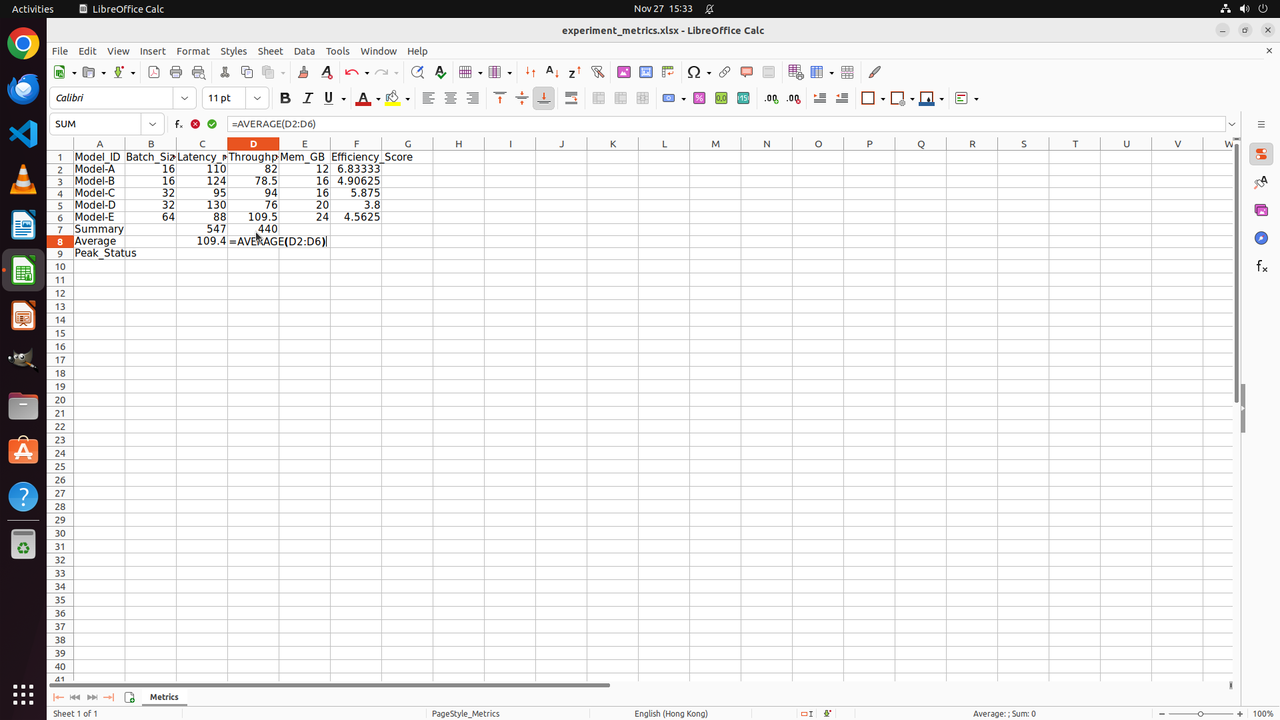 Activities LibreOffice Calc Nov 27 15:33
experiment_metrics.xlsx - LibreOffice Calc
File Edit View Insert Format Styles Sheet Data Tools Window Help
Calibri 11 pt
SUM =AVERAGE(D2:D6)
A B C D E F G H I J K L M N O P Q R S T U V W
1 Model_ID Batch_Siz Latency_ Throughp Mem_GB Efficiency_Score
2 Model-A 16 110 82 12 6.83333
3 Model-B 16 124 78.5 16 4.90625
4 Model-C 32 95 94 16 5.875
5 Model-D 32 130 76 20 3.8
6 Model-E 64 88 109.5 24 4.5625
7 Summary 547 440
8 Average 109.4 =AVERAGE(D2:D6)
9 Peak_Status
10
11
12
13
14
15
16
17
18
19
20
21
22
23
24
25
26
27
28
29
30
31
32
33
34
35
36
37
38
39
40
41
Metrics
Sheet 1 of 1 PageStyle_Metrics English (Hong Kong) Average: ; Sum: 0 100%